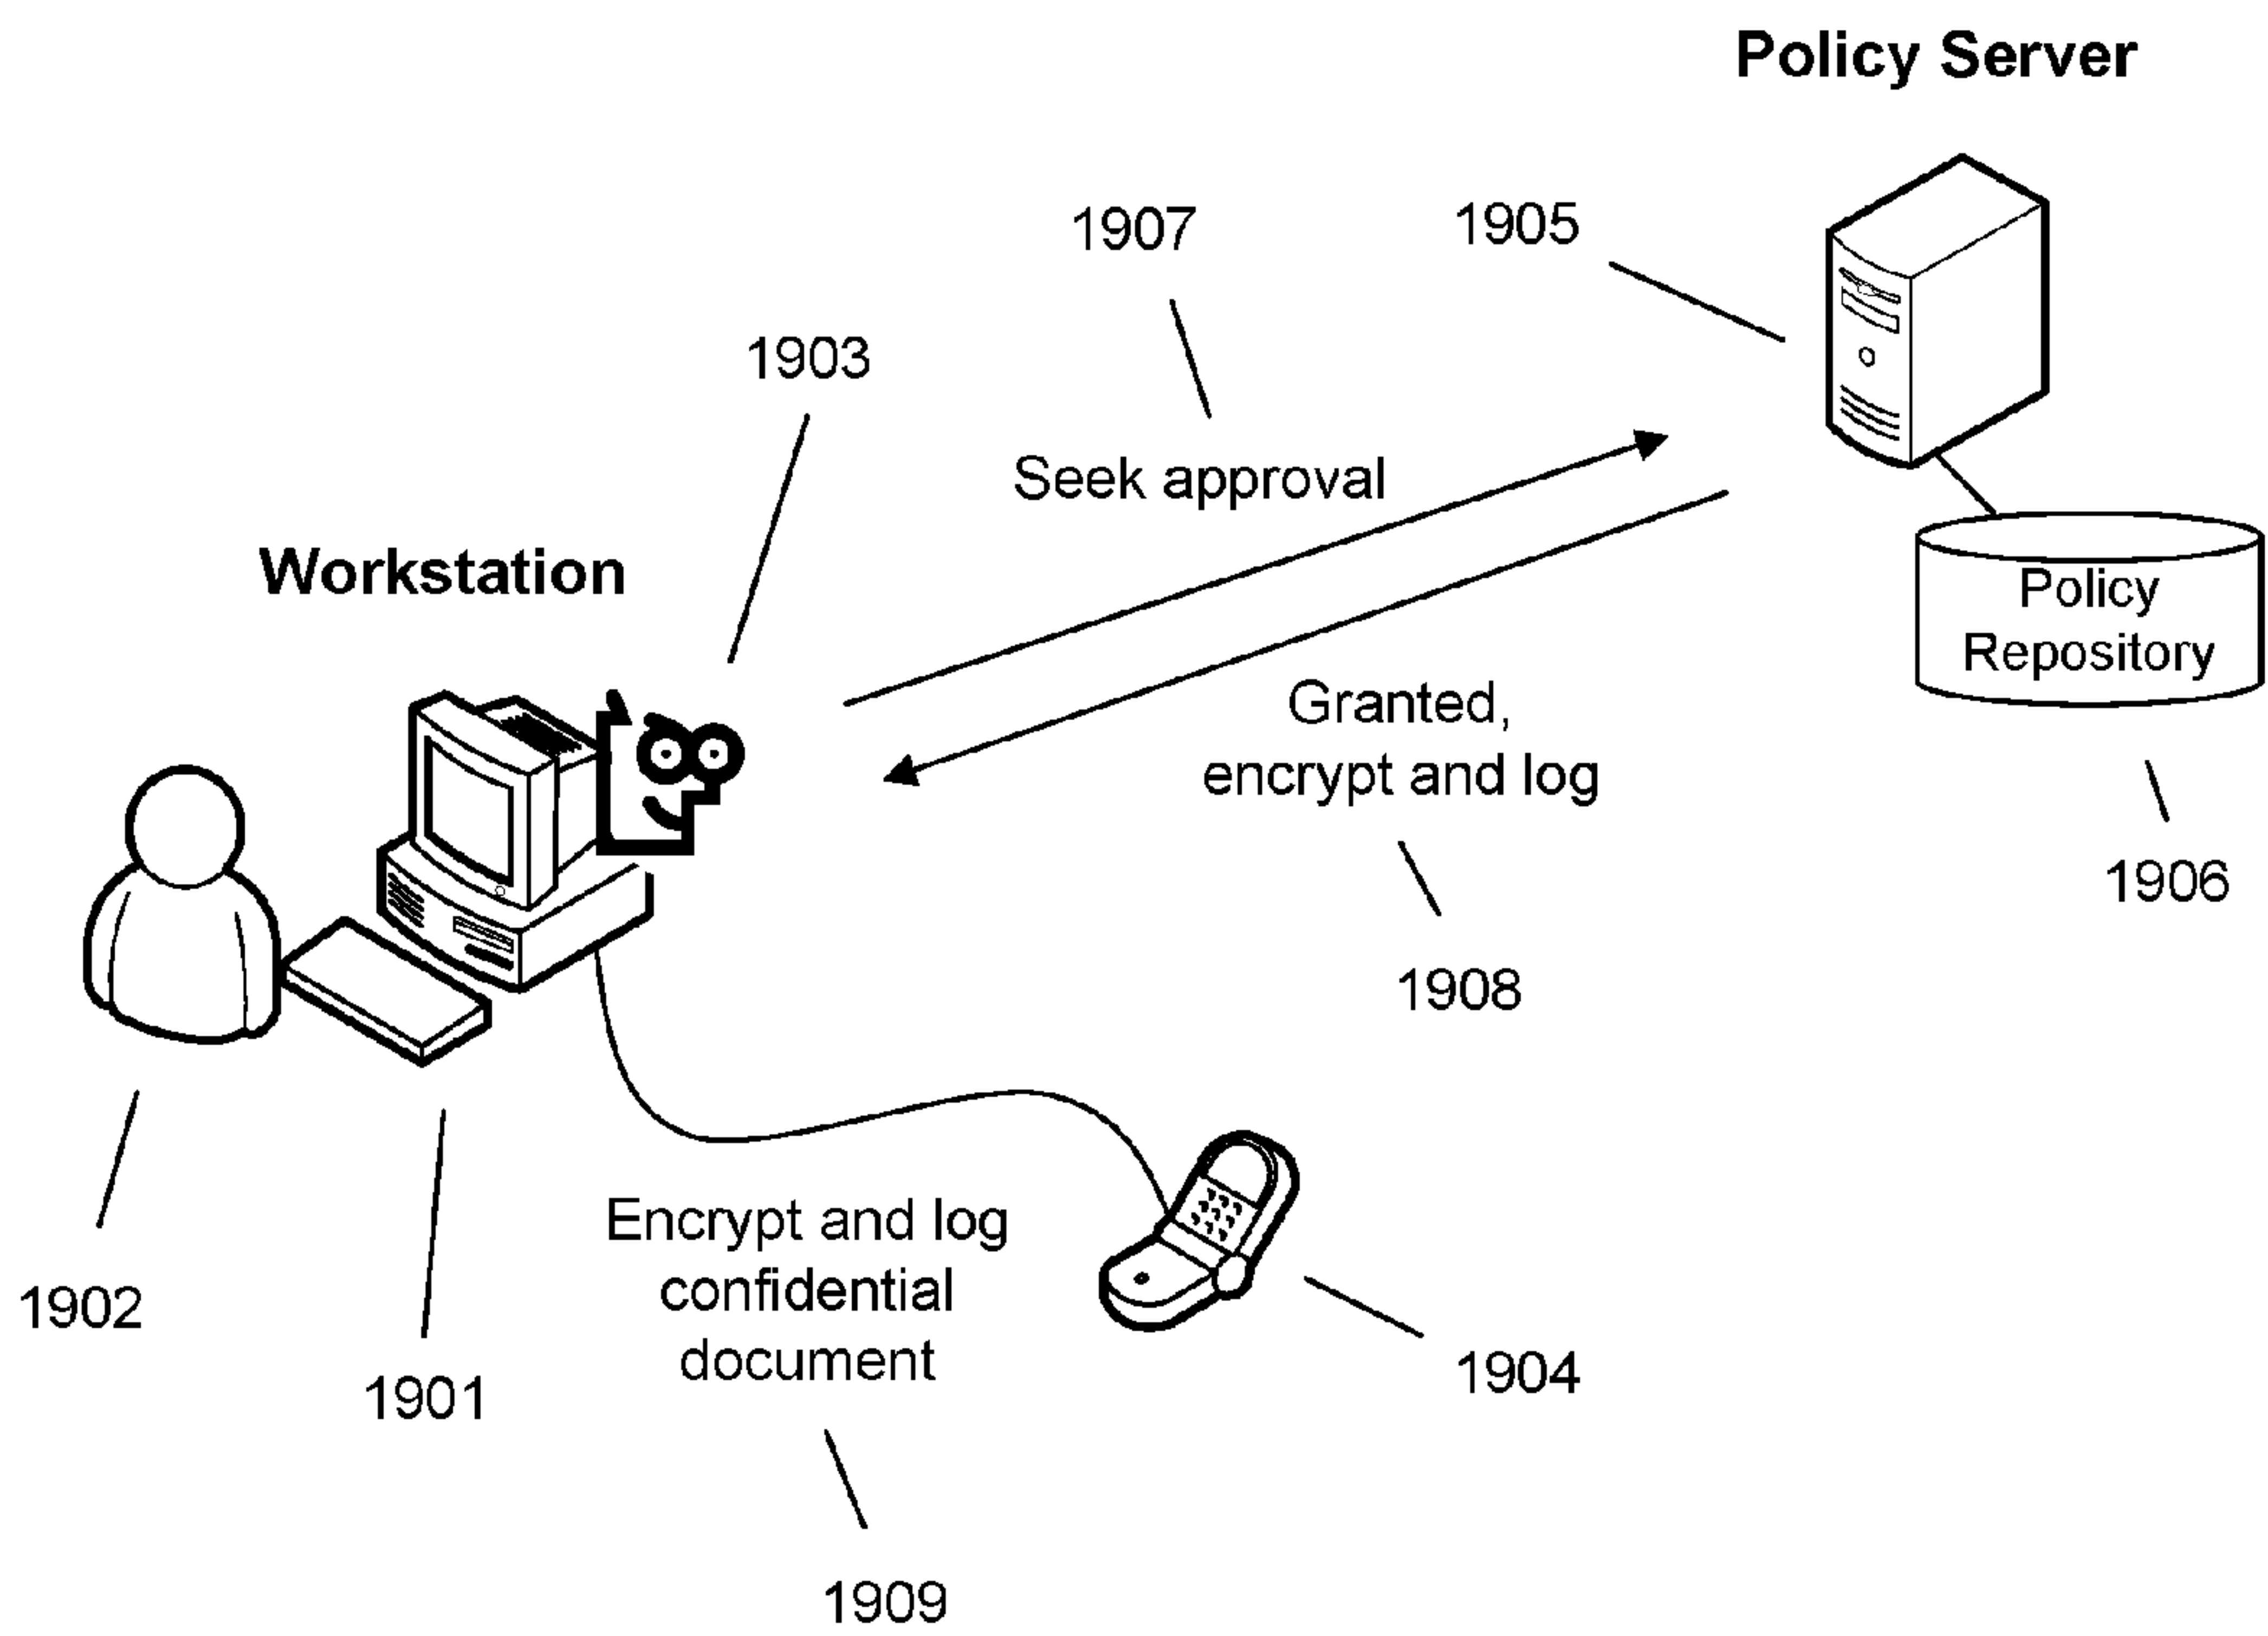 Policy Server
1907
1905
1903
Seek approval
Workstation
Policy
Repository
Granted,
encrypt and log
1906
1908
Encrypt and log
confidential
document
1902
1901
1904
1909